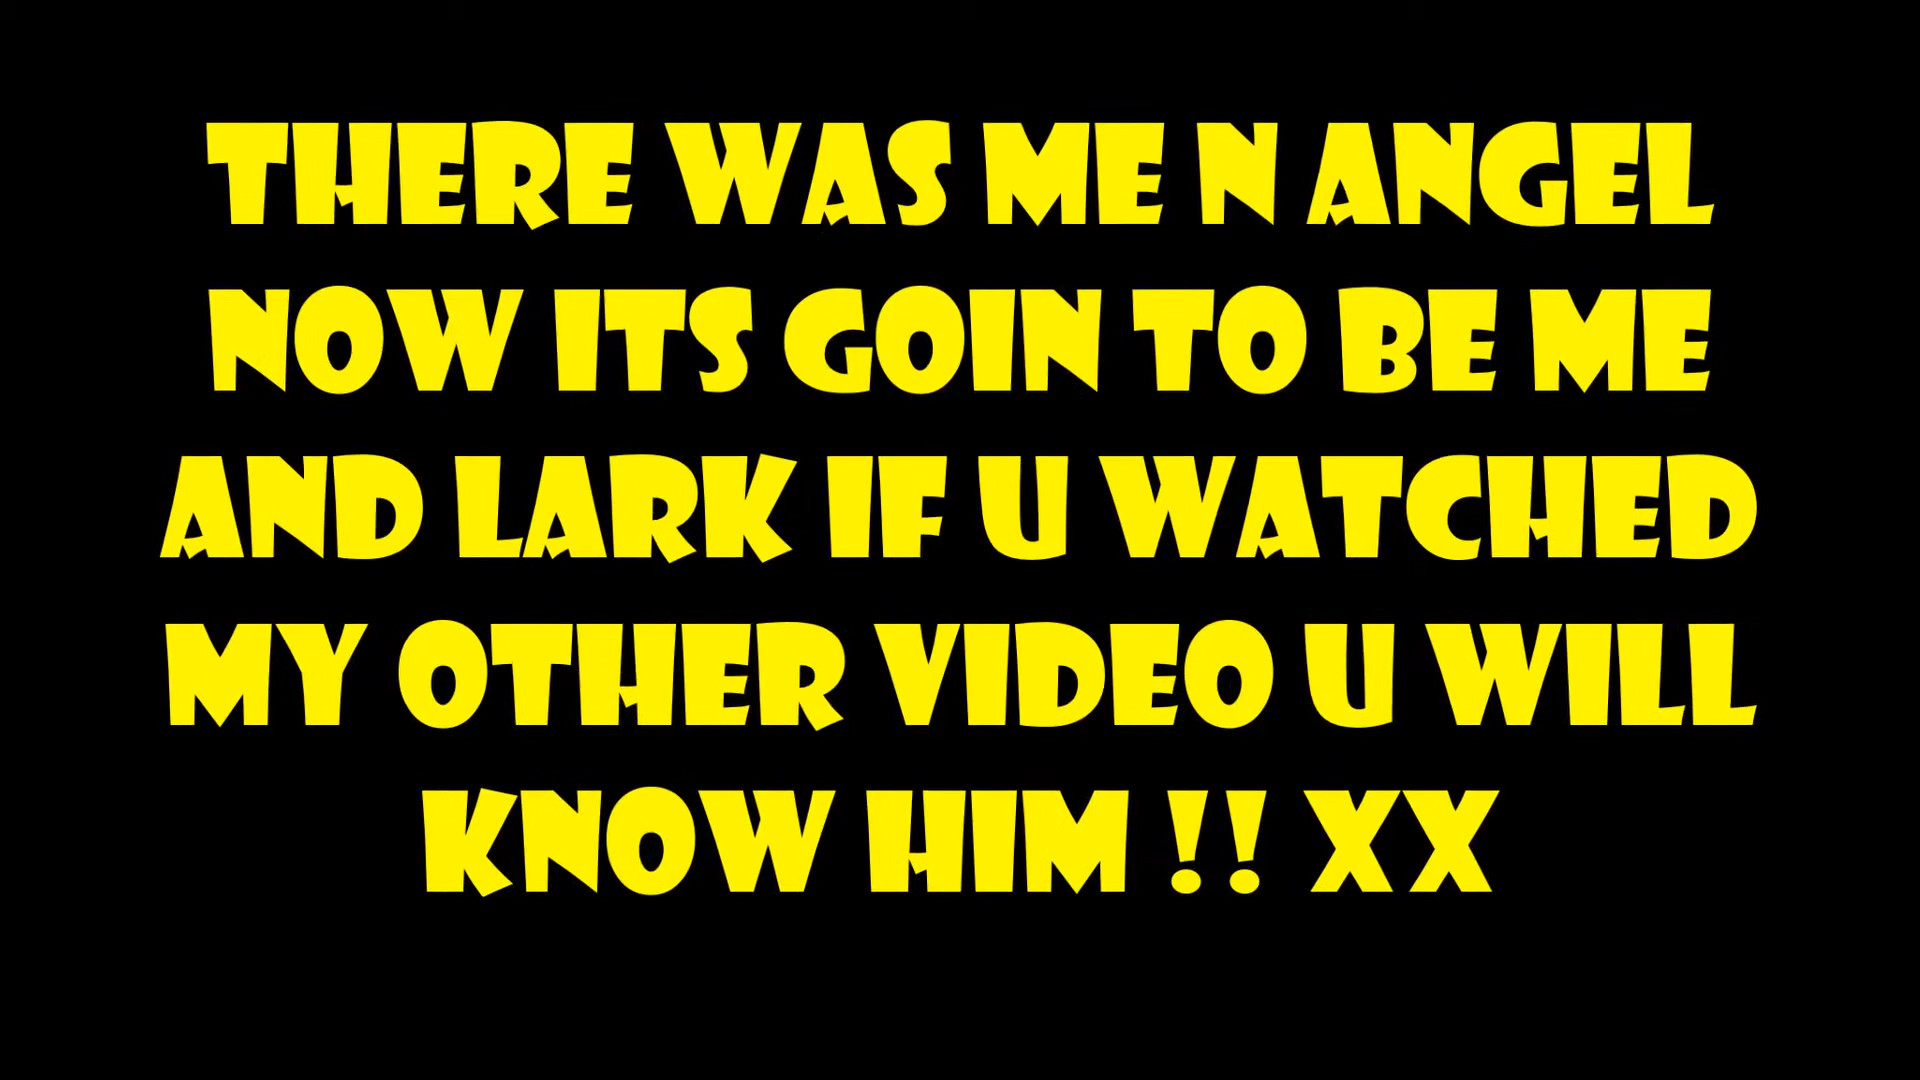 THERE WAS ME N ANGEL
NOW ITS GOIN TO BE ME
AND LARK IF U WATCHED
MY OTHER VIDEO U WILL
KNOW HIM !! XX